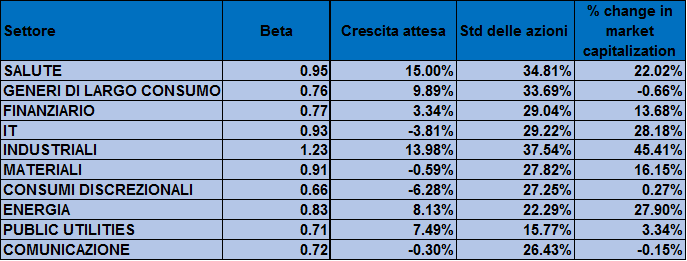 Settore Beta Crescita attesa Std delle azioni % change in
market
capitalization
SALUTE 0.95 15.00% 34.81% 22.02%
GENERI DI LARGO CONSUMO 0.76 9.89% 33.69% -0.66%
FINANZIARIO 0.77 3.34% 29.04% 13.68%
IT 0.93 -3.81% 29.22% 28.18%
INDUSTRIALI 1.23 13.98% 37.54% 45.41%
MATERIALI 0.91 -0.59% 27.82% 16.15%
CONSUMI DISCREZIONALI 0.66 -6.28% 27.25% 0.27%
ENERGIA 0.83 8.13% 22.29% 27.90%
PUBLIC UTILITIES 0.71 7.49% 15.77% 3.34%
COMUNICAZIONE 0.72 -0.30% 26.43% -0.15%